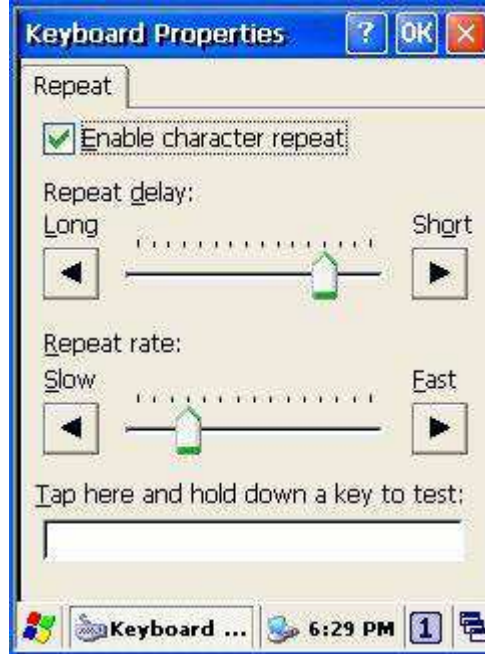 Keyboard Properties ? OK ×
Repeat
Enable character repeat
Repeat delay:
Long Short
Repeat rate:
Slow Fast
Tap here and hold down a key to test:
Keyboard ... 6:29 PM 1